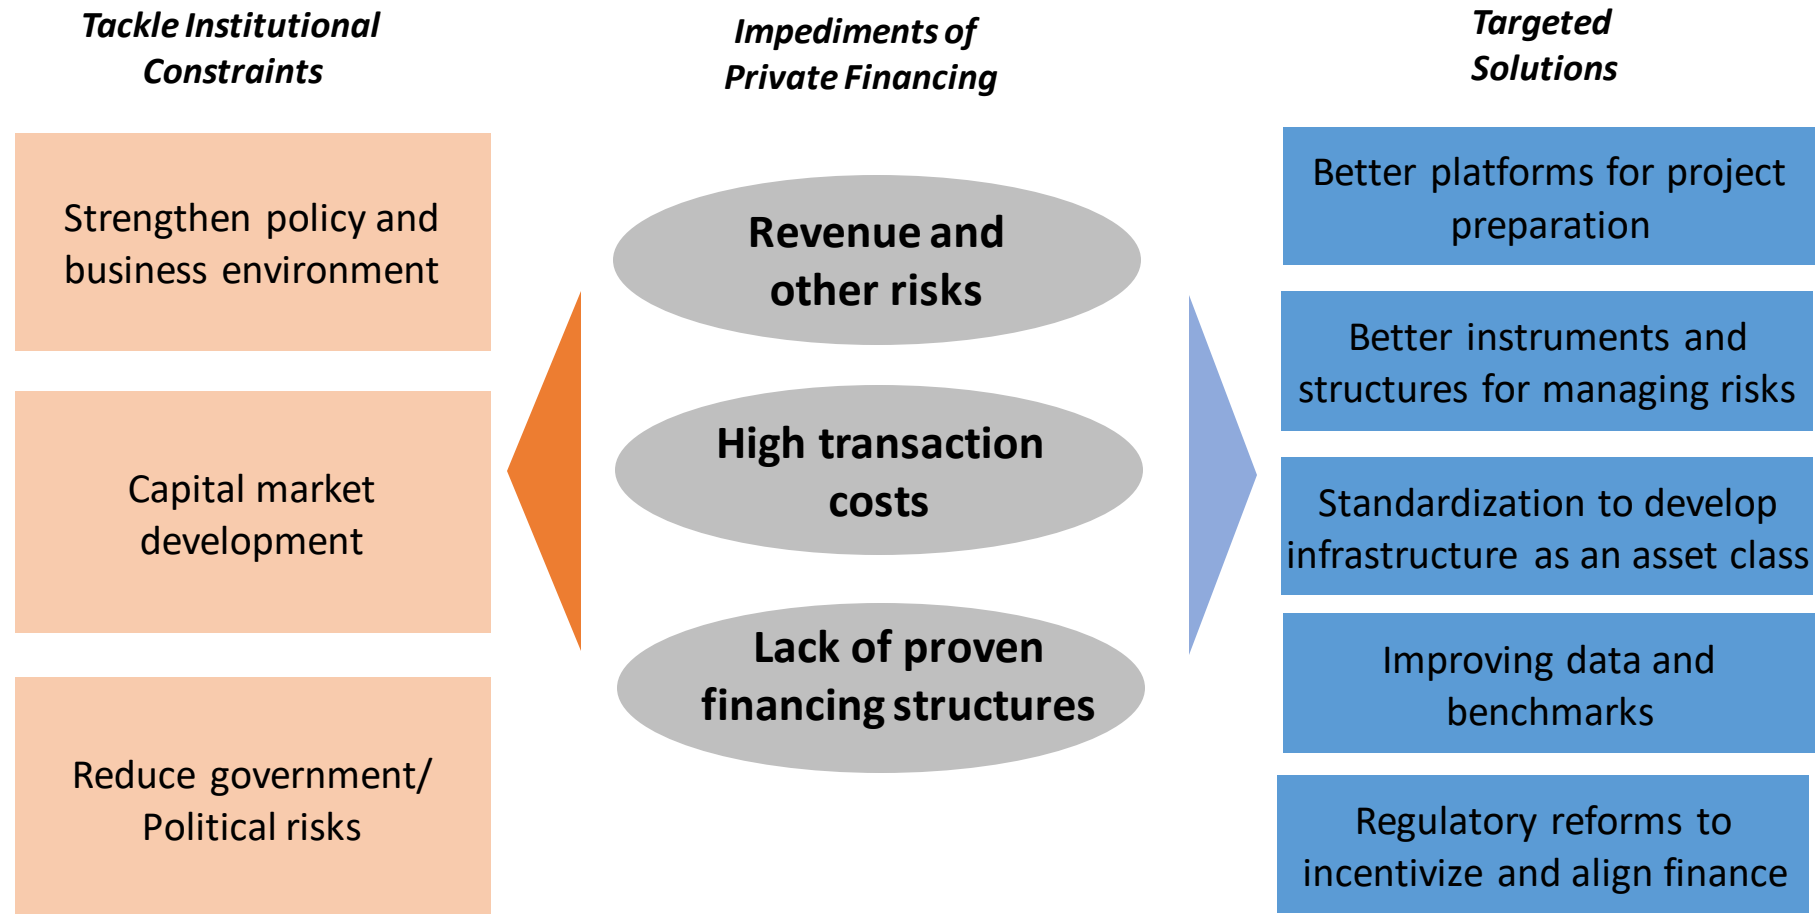 Tackle Institutional
Constraints
Impediments of
Private Financing
Targeted
Solutions
Strengthen policy and
business environment
Capital market
development
Reduce government/
Political risks
Revenue and
other risks
High transaction
costs
Lack of proven
financing structures
Better platforms for project
preparation
Better instruments and
structures for managing risks
Standardization to develop
infrastructure as an asset class
Improving data and
benchmarks
Regulatory reforms to
incentivize and align finance